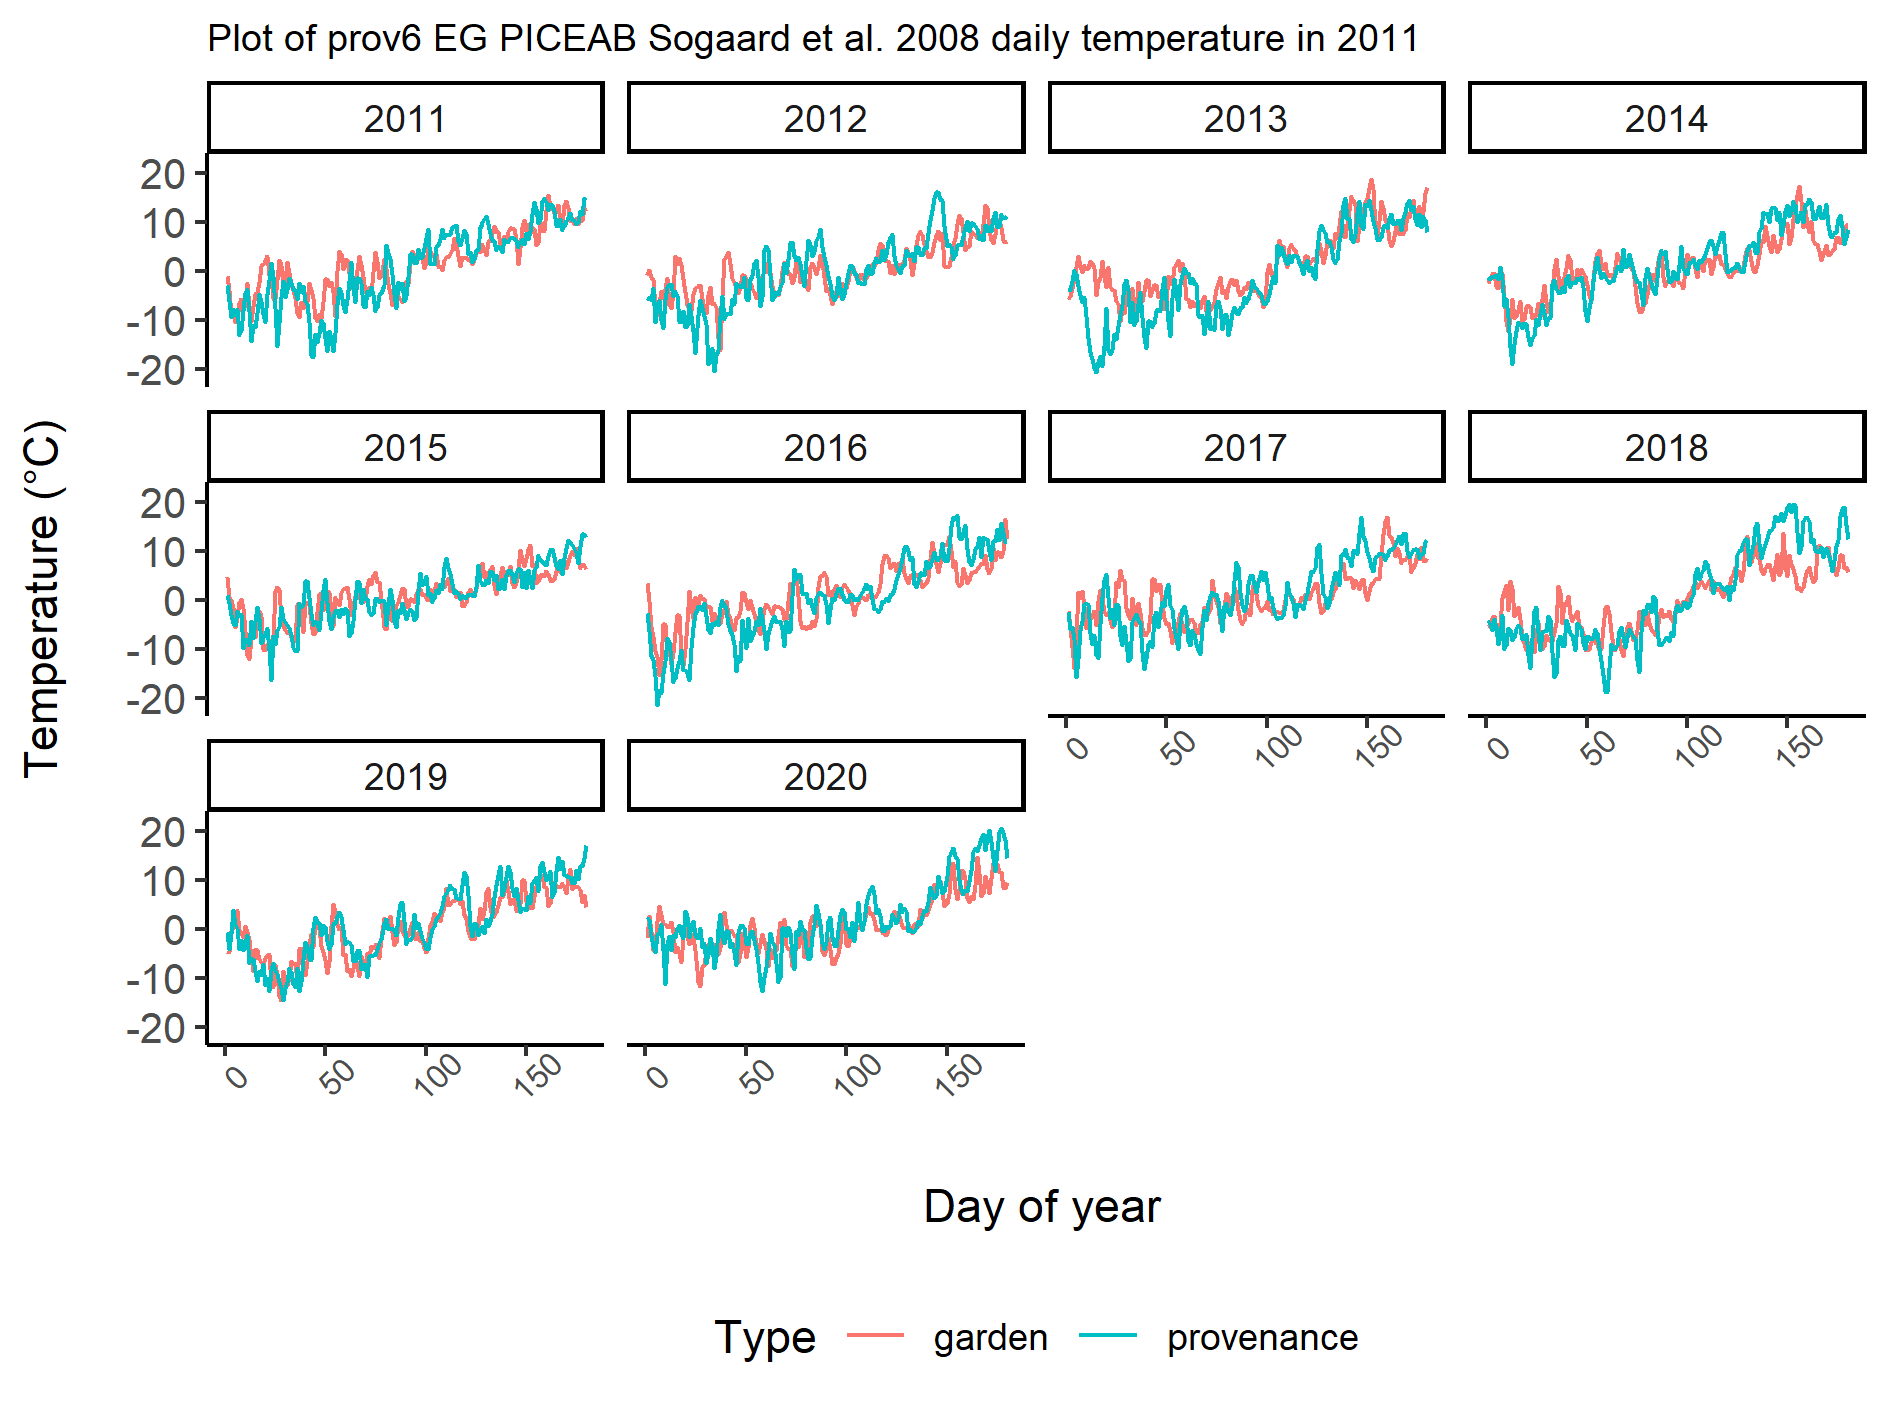 Plot of prov6 EG PICEAB Sogaard et al. 2008 daily temperature in 2011
2011 2012 2013 2014
20
10
0
-10
-20
2015 2016 2017 2018
20
10
0
-10
-20
0 50 100 150 0 50 100 150
2019 2020
20
10
0
-10
-20
0 50 100 150 0 50 100 150
Temperature (°C)
Day of year
Type garden provenance